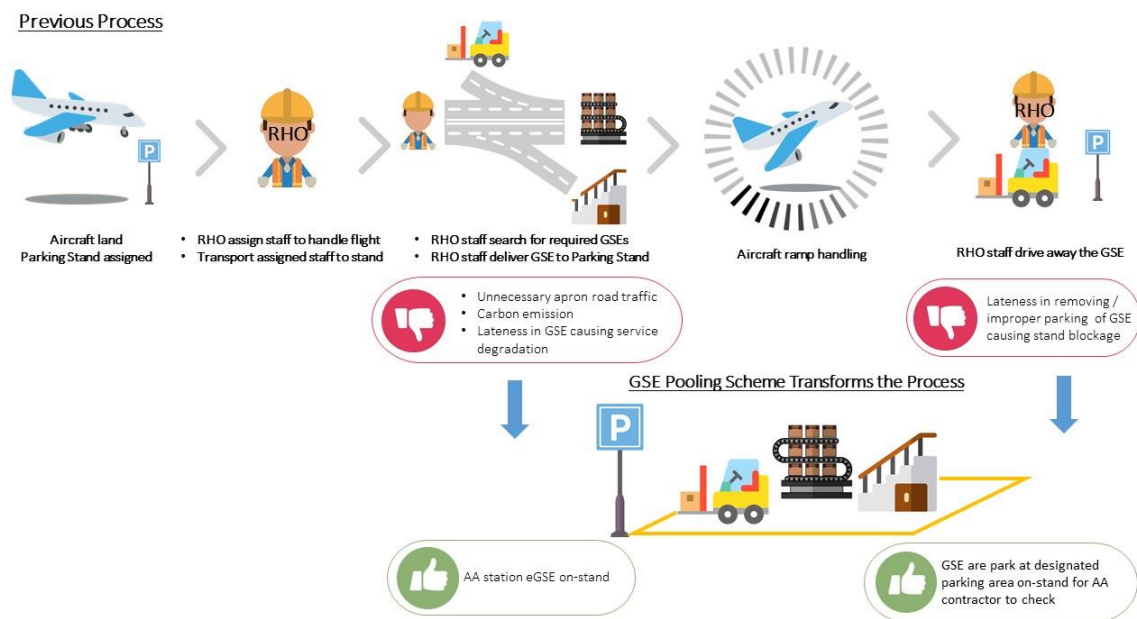 Previous Process
P
RHO
RHO
P
Aircraft land
Parking Stand assigned
• RHO assign staff to handle flight
• Transport assigned staff to stand
• RHO staff search for required GSEs
• RHO staff deliver GSE to Parking Stand
Aircraft ramp handling
RHO staff drive away the GSE
• Unnecessary apron road traffic
• Carbon emission
• Lateness in GSE causing service
degradation
Lateness in removing /
improper parking of GSE
causing stand blockage
GSE Pooling Scheme Transforms the Process
P
AA station eGSE on-stand
GSE are park at designated
parking area on-stand for AA
contractor to check